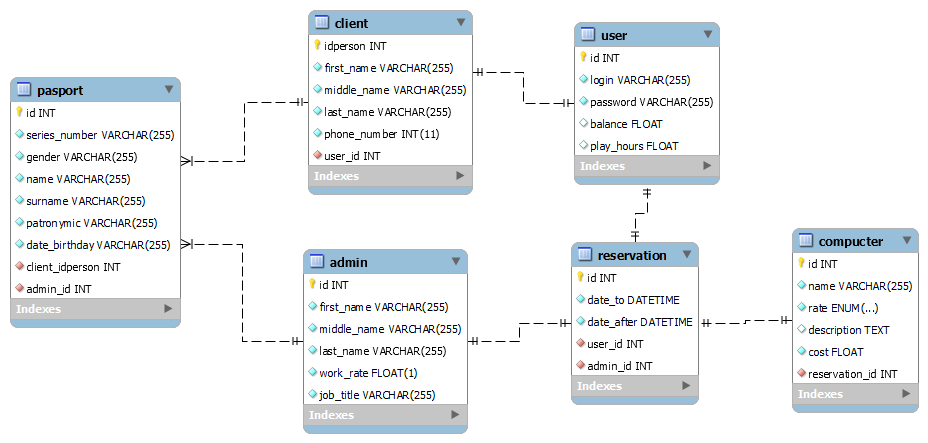 pasport
id INT
series_number VARCHAR(255)
gender VARCHAR(255)
name VARCHAR(255)
surname VARCHAR(255)
patronymic VARCHAR(255)
date_birthday VARCHAR(255)
client_idperson INT
admin_id INT
Indexes
client
idperson INT
first_name VARCHAR(255)
middle_name VARCHAR(255)
last_name VARCHAR(255)
phone_number INT(11)
user_id INT
Indexes
user
id INT
login VARCHAR(255)
password VARCHAR(255)
balance FLOAT
play_hours FLOAT
Indexes
admin
id INT
first_name VARCHAR(255)
middle_name VARCHAR(255)
last_name VARCHAR(255)
work_rate FLOAT(1)
job_title VARCHAR(255)
Indexes
reservation
id INT
date_to DATETIME
date_after DATETIME
user_id INT
admin_id INT
Indexes
compucter
id INT
name VARCHAR(255)
rate ENUM(...)
description TEXT
cost FLOAT
reservation_id INT
Indexes